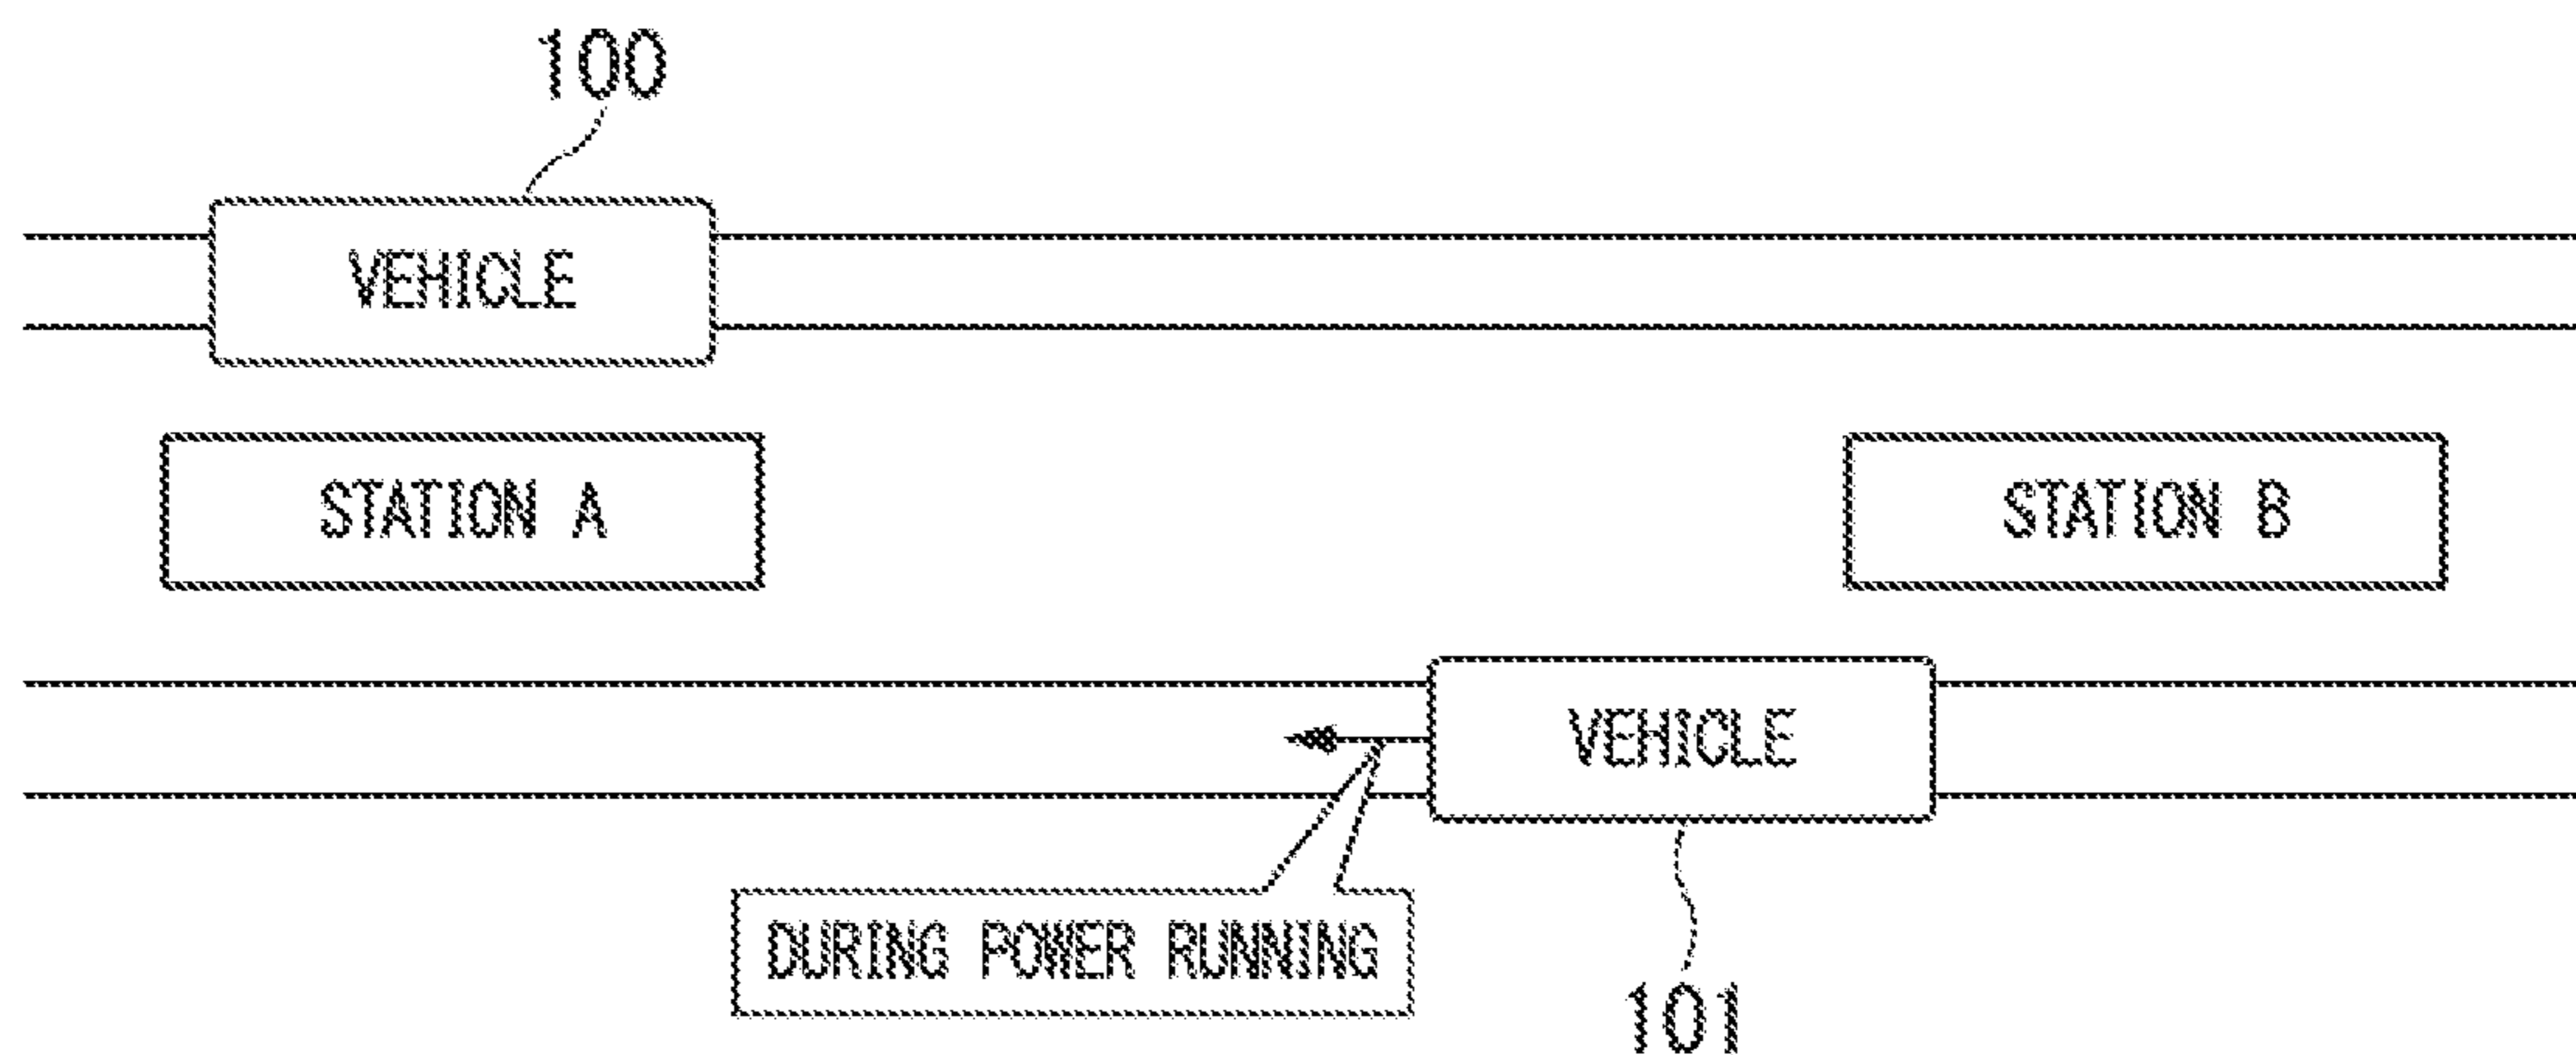 100
VEHICLE
STATION A
STATION B
VEHICLE
DURING POWER RUNNING
101